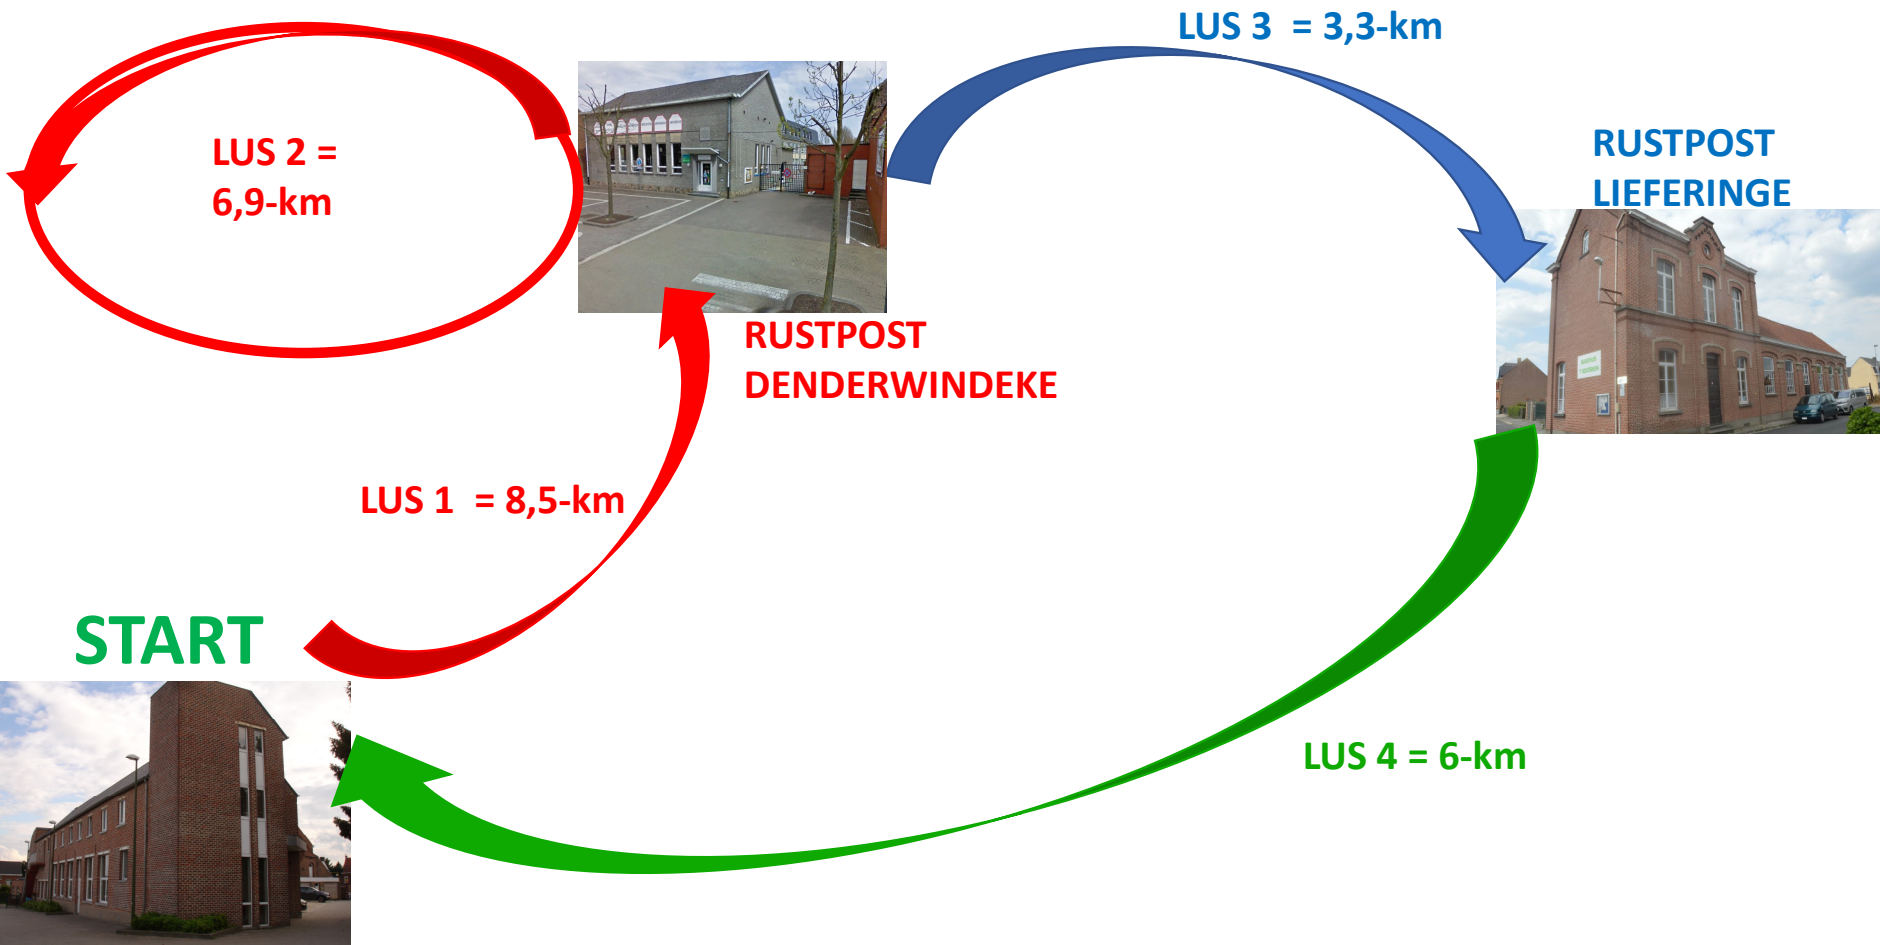 LUS 3  = 3,3-km
LUS 2 =
6,9-km
RUSTPOST
LIEFERINGE
RUSTPOST
DENDERWINDEKE
LUS 1  = 8,5-km
START
LUS 4 = 6-km